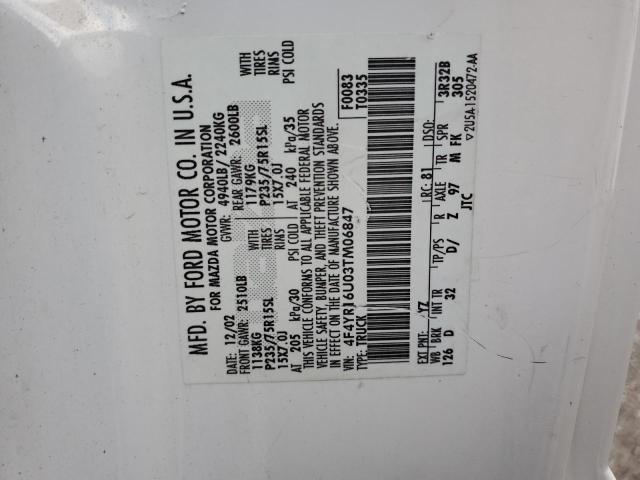 MFD. BY FORD MOTOR CO. IN U.S.A.
FOR MAZDA MOTOR CORPORATION
DATE: 12/02 GVWR: 4940LB/ 2240KG
FRONT GAWR: 2510LB REAR GAWR: 2600LB
1138KG WITH 1179KG WITH
P235/75R15SL TIRES P235/75R15SL TIRES
15X7.0J RIMS 15X7.0J RIMS
AT 205 kPa/30 PSI COLD AT 240 kPa/35 PSI COLD
THIS VEHICLE CONFORMS TO ALL APPLICABLE FEDERAL MOTOR
VEHICLE SAFETY, BUMPER, AND THEFT PREVENTION STANDARDS
IN EFFECT ON THE DATE OF MANUFACTURE SHOWN ABOVE.
VIN: 4F4YR16U03TM06847
TYPE: TRUCK
F0083
T0335
EXT PNT: YZ RC: 81 DSO:
WB BRK INT TR TP/PS R AXLE TR SPR 3R32B
126 D 32 D/ Z 97 M FK 305
JTC
2U5A-1520472-AA